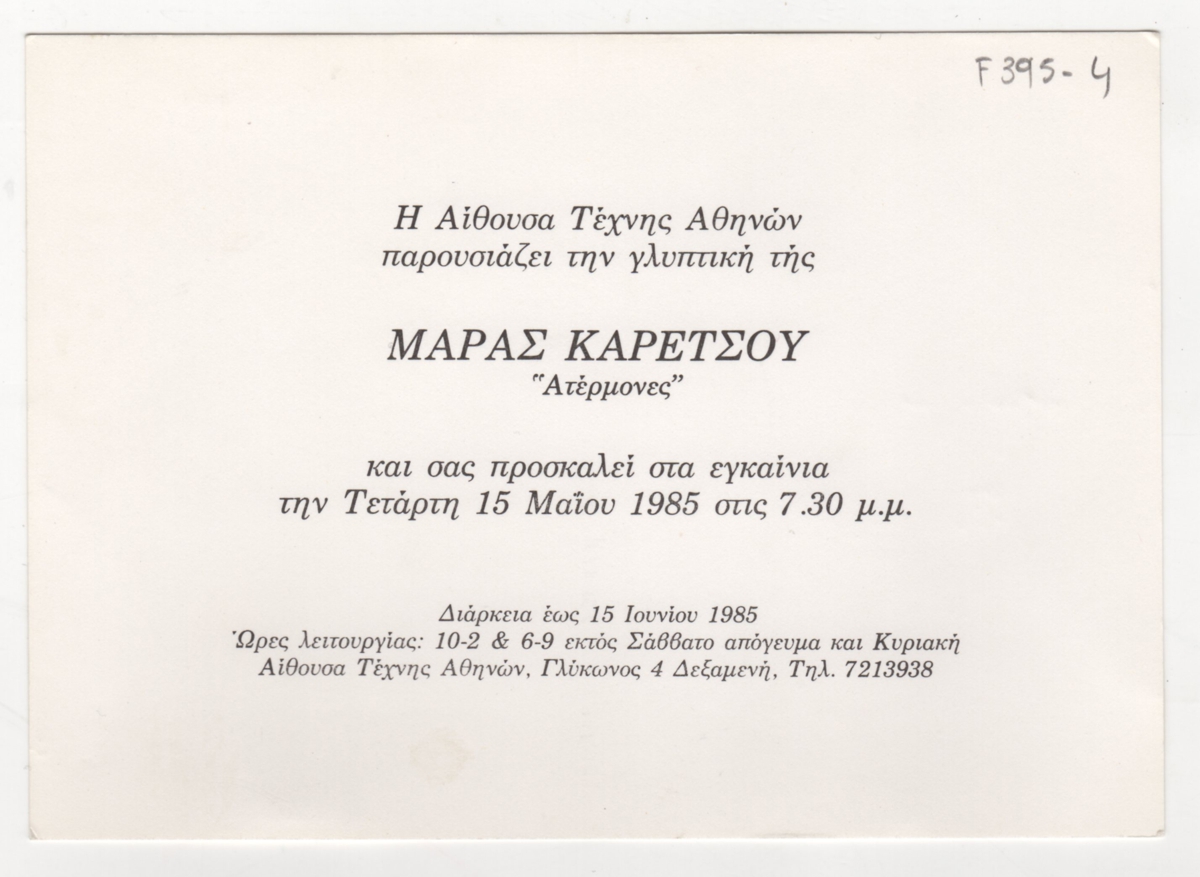 F395-4
Η Αίθουσα Τέχνης Αθηνών
παρουσιάζει την γλυπτική τής
ΜΑΡΑΣ ΚΑΡΕΤΣΟΥ
"Ατέρμονες"
και σας προσκαλεί στα εγκαίνια
την Τετάρτη 15 Μαΐου 1985 στις 7.30 μ.μ.
Διάρκεια έως 15 Ιουνίου 1985
Ώρες λειτουργίας: 10-2 & 6-9 εκτός Σάββατο απόγευμα και Κυριακή
Αίθουσα Τέχνης Αθηνών, Γλύκωνος 4 Δεξαμενή, Τηλ. 7213938